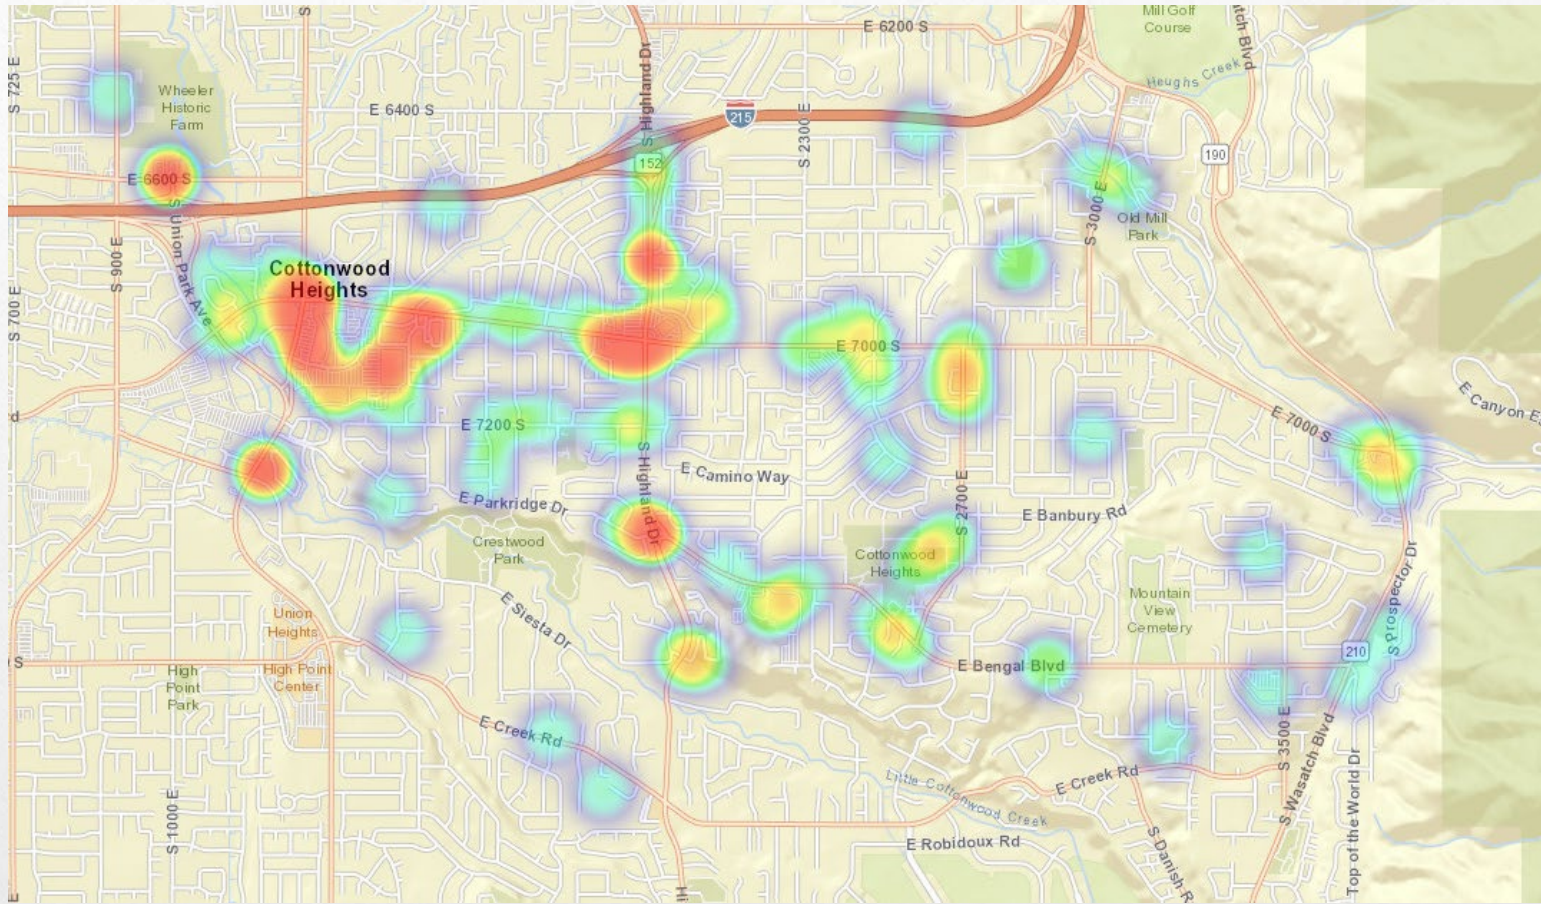 E 6200 S
Mill Golf
Course
atch Blvd
Heughs Creek
S 725 E
Wheeler
Historic
Farm
E 6400 S
S Highland Dr
215
S 2300 E
152
190
E 6600 S
S Union Park Ave
S 900 E
S 3000 E
Old Mill
Park
Cottonwood
Heights
S 700 E
E 7000 S
E Canyon Es
d
E 7200 S
E 7000 S
S Highland Dr
E Camino Way
S 2700 E
E Parkridge Dr
E Banbury Rd
Crestwood
Park
Cottonwood
Heights
S Prospector Dr
Mountain
View
Cemetery
E Siesta Dr
Union
Heights
210
S
High
Point
Park
High Point
Center
E Bengal Blvd
E Creek Rd
S 3500 E
S Wasatch Blvd
E Creek Rd
Little Cottonwood Creek
Top of the World Dr
S 1000 E
E Robidoux Rd
S Danish R
Hi
E
S